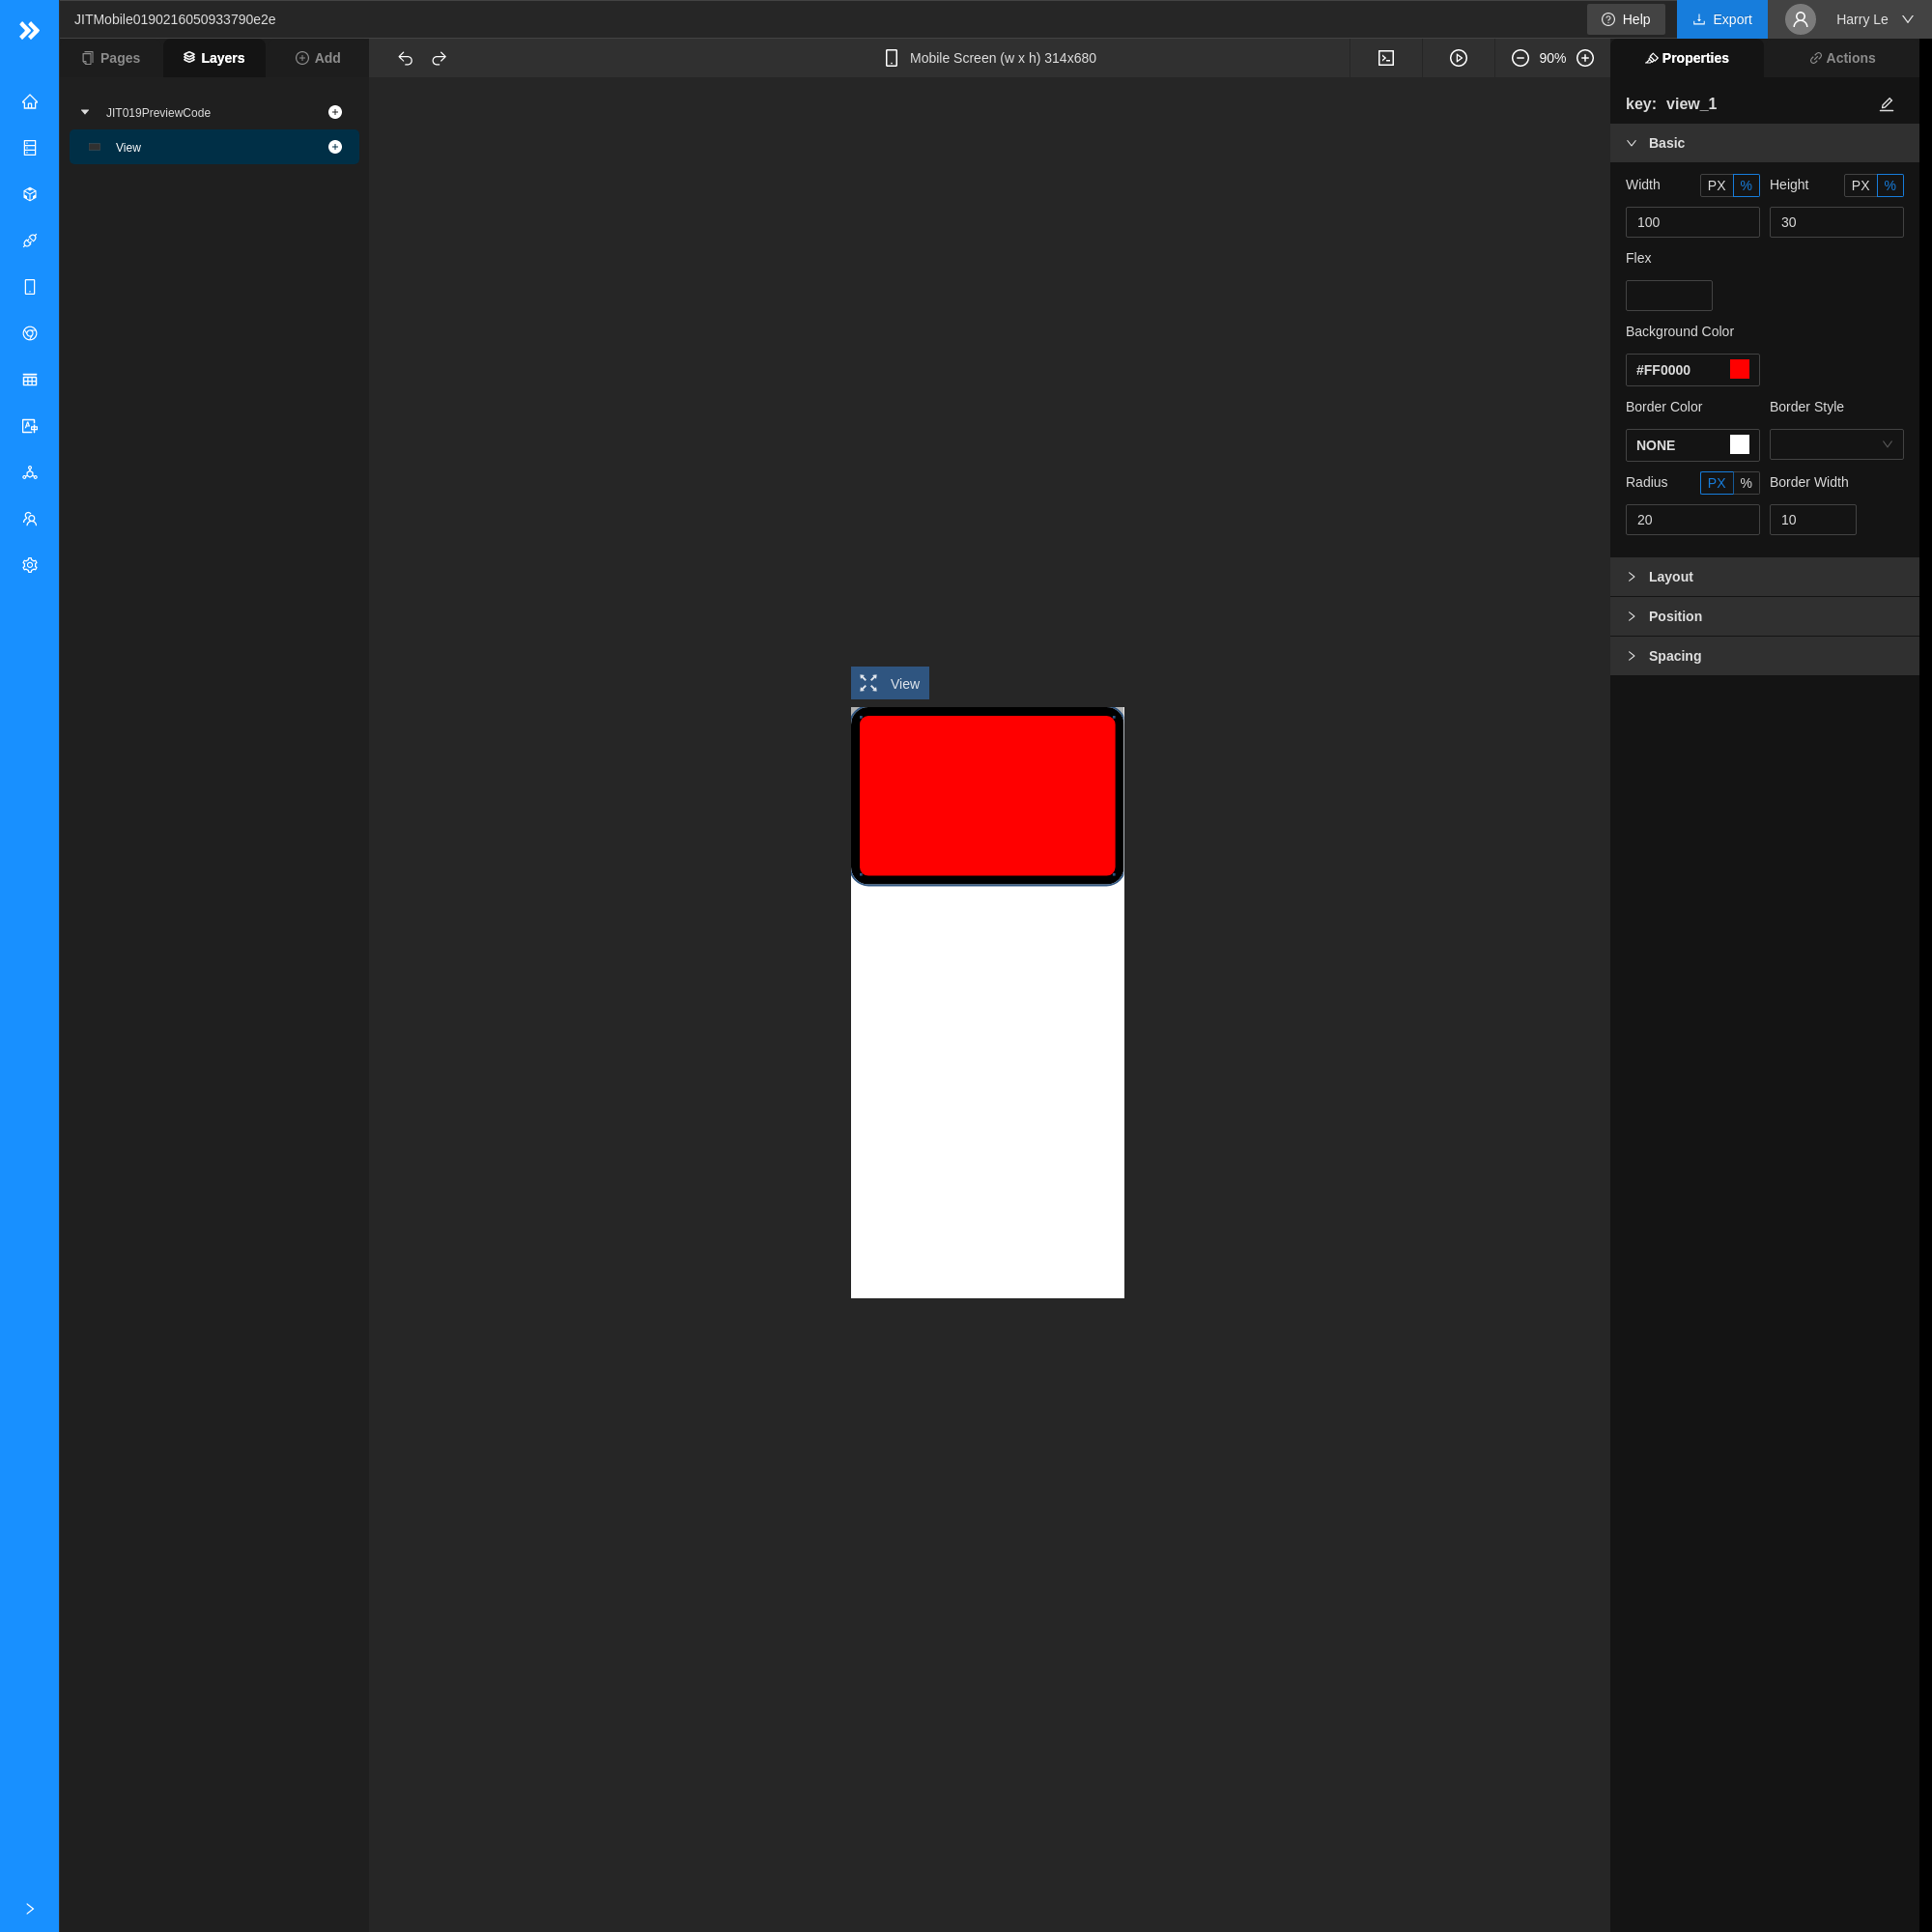 JITMobile0190216050933790e2e
Help
Export
Harry Le
Pages
Layers
Add
Mobile Screen (w x h) 314x680
90%
Properties
Actions
JIT019PreviewCode
View
key: view_1
Basic
Width PX % Height PX %
100 30
Flex
Background Color
#FF0000
Border Color Border Style
NONE
Radius PX % Border Width
20 10
Layout
Position
Spacing
View